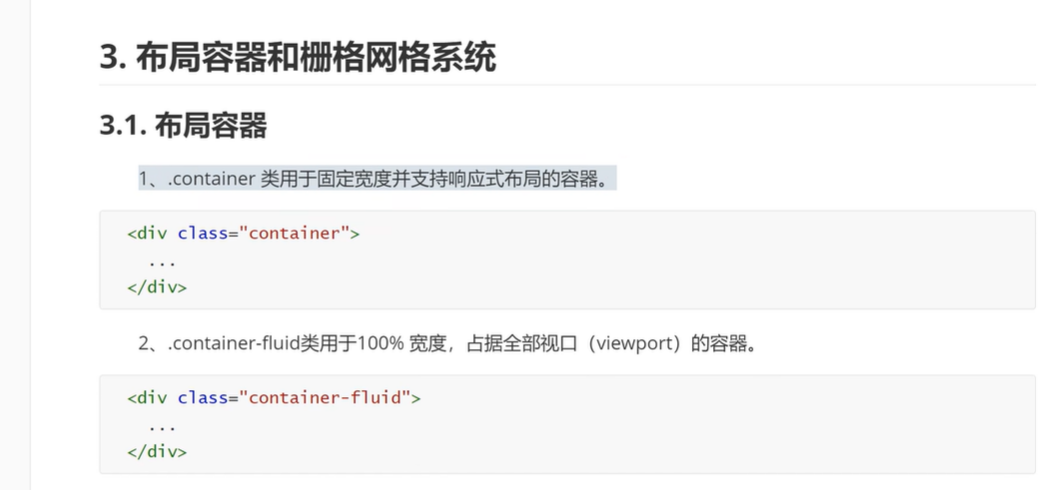 3. 布局容器和栅格网格系统
3.1. 布局容器
1、.container 类用于固定宽度并支持响应式布局的容器。
<div class="container">
...
</div>
2、.container-fluid类用于100% 宽度，占据全部视口（viewport）的容器。
<div class="container-fluid">
...
</div>